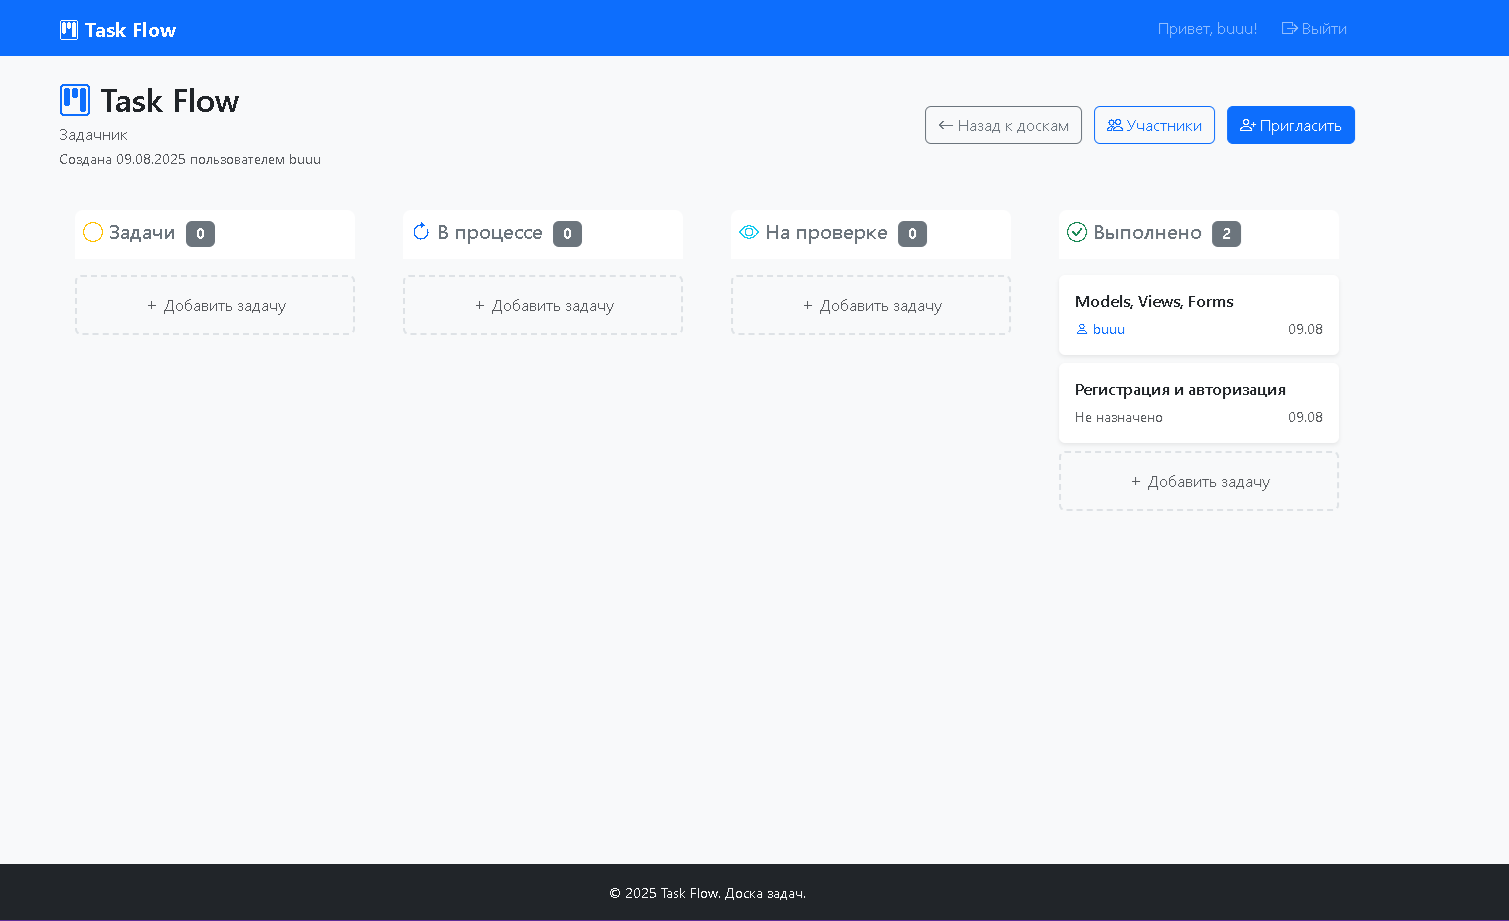 Task Flow
Привет, buuu!
Выйти
Task Flow
Задачник
Создана 09.08.2025 пользователем buuu
Назад к доскам
Участники
Пригласить
Задачи 0
+ Добавить задачу
В процессе 0
+ Добавить задачу
На проверке 0
+ Добавить задачу
Выполнено 2
Models, Views, Forms
buuu 09.08
Регистрация и авторизация
Не назначено 09.08
+ Добавить задачу
© 2025 Task Flow. Доска задач.